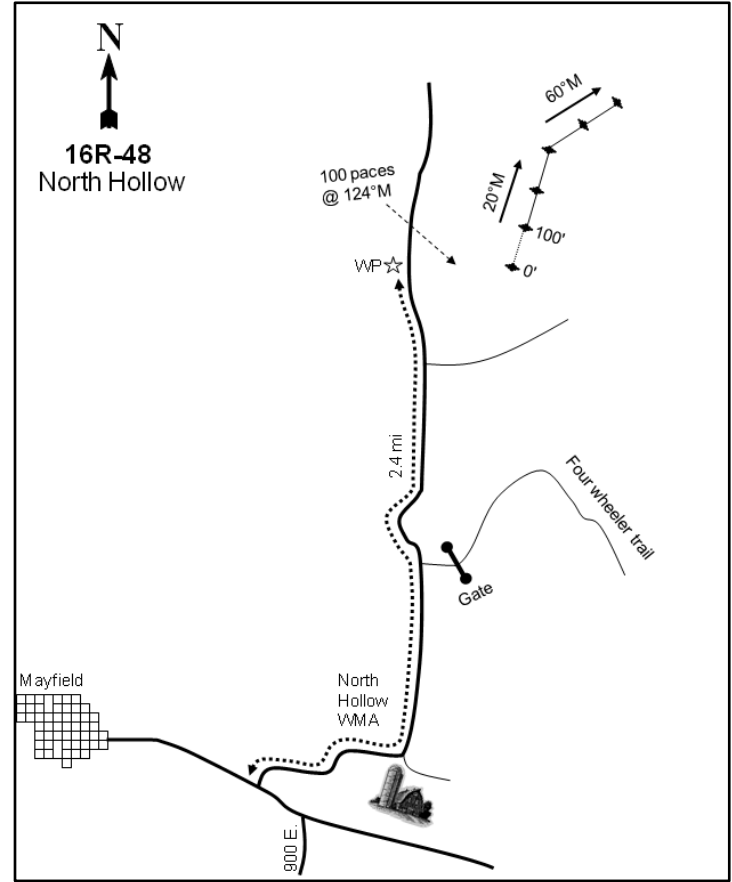 N
16R-48
North Hollow
60°M
100 paces
@ 124°M
20°M
100'
0'
WP
2.4 mi
Four wheeler trail
Gate
Mayfield
North
Hollow
WMA
900 E.